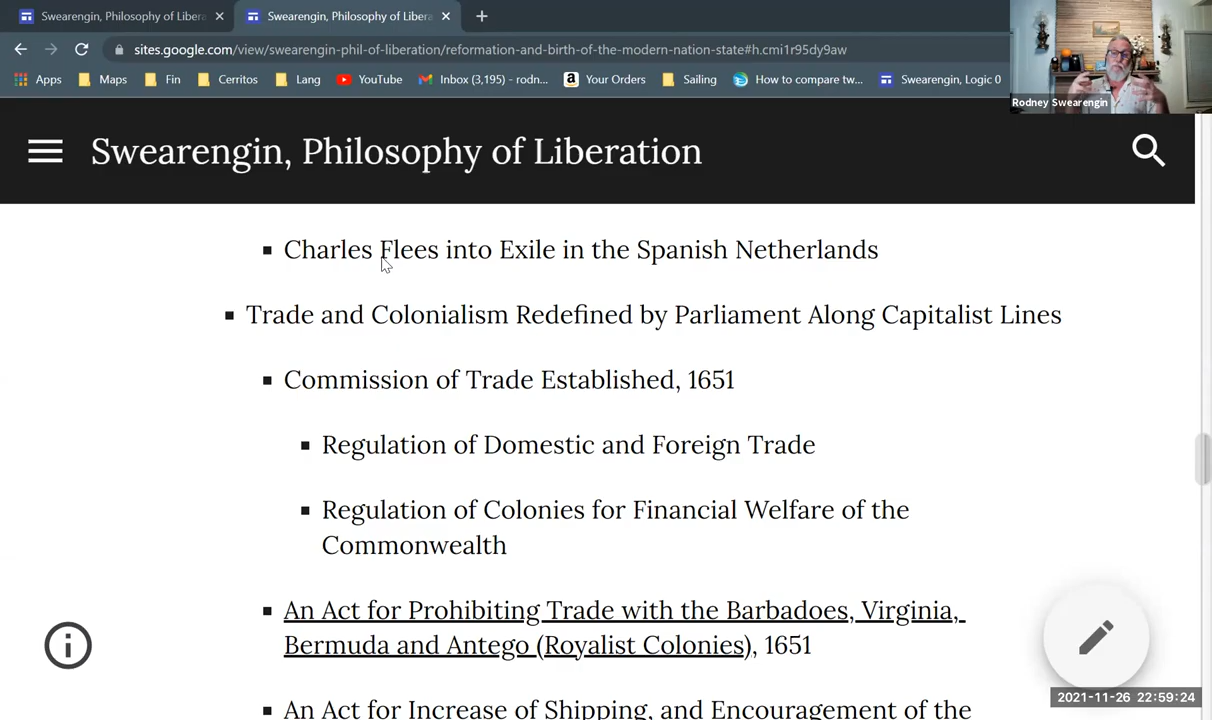 Swearengin, Philosophy of Libera
Swearengin, Philosophy of Libera
sites.google.com/view/swearengin-phil-of-liberation/reformation-and-birth-of-the-modern-nation-state#h.cmi1r95dy9aw
Apps Maps Fin Cerritos Lang YouTube Inbox (3,195) - rodn... Your Orders Sailing How to compare tw... Swearengin, Logic 0
Rodney Swearengin
Swearengin, Philosophy of Liberation
Charles Flees into Exile in the Spanish Netherlands
Trade and Colonialism Redefined by Parliament Along Capitalist Lines
Commission of Trade Established, 1651
Regulation of Domestic and Foreign Trade
Regulation of Colonies for Financial Welfare of the
Commonwealth
An Act for Prohibiting Trade with the Barbadoes, Virginia,
Bermuda and Antego (Royalist Colonies), 1651
An Act for Increase of Shipping, and Encouragement of the
2021-11-26 22:59:24